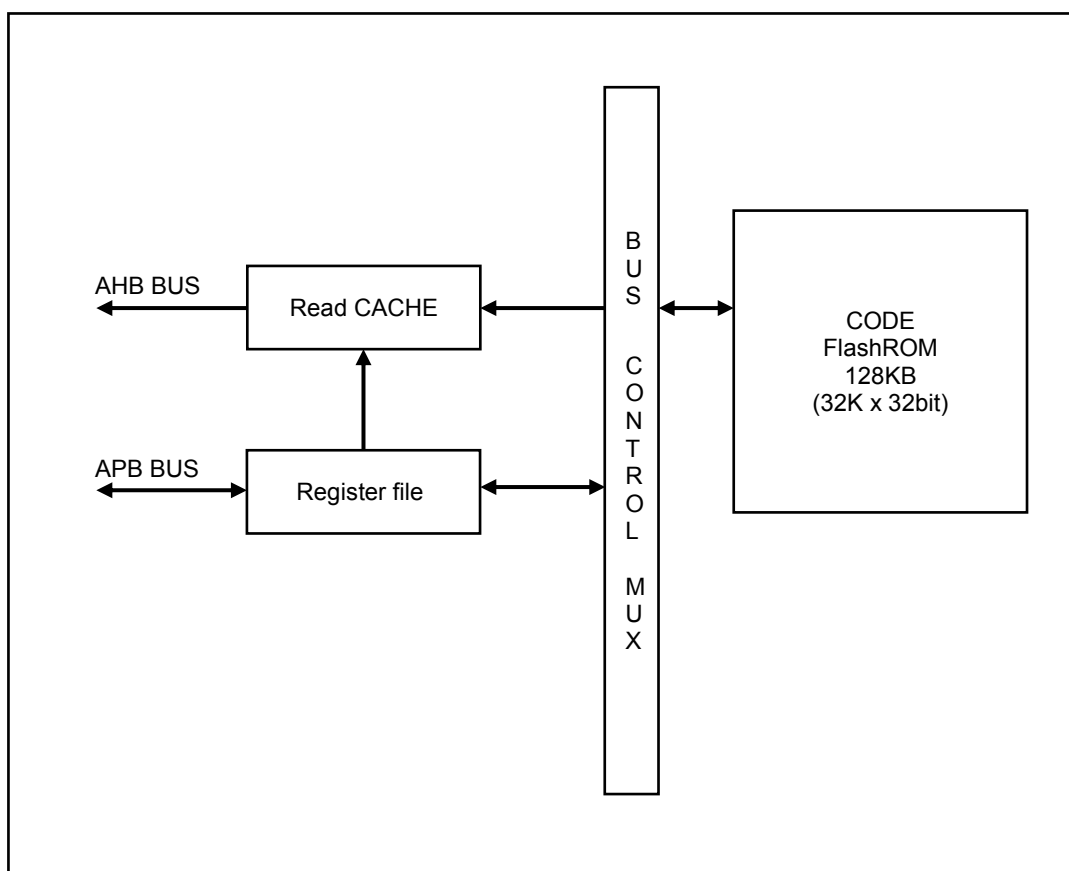 AHB BUS
Read CACHE
APB BUS
Register file
BUS CONTROL MUX
CODE
FlashROM
128KB
(32K x 32bit)